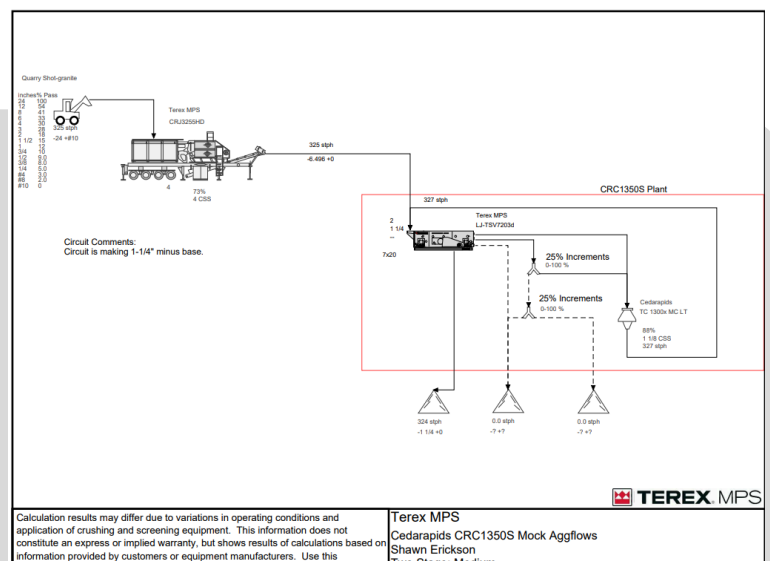 Quarry Shot-granite
inches% Pass
24 100
12 54
8 41
6 33
4 30
3 28
2 18
1 1/2 15
1 12
3/4 10
1/2 9.0
3/8 8.0
1/4 5.0
#4 3.0
#8 2.0
#10 0
325 stph
-24 +#10
Terex MPS
CRJ3255HD
4
73%
4 CSS
325 stph
-6.496 +0
CRC1350S Plant
327 stph
2
1 1/4
--
7x20
Terex MPS
LJ-TSV7203d
25% Increments
0-100 %
25% Increments
0-100 %
Cedarapids
TC 1300x MC LT
88%
1 1/8 CSS
327 stph
Circuit Comments:
Circuit is making 1-1/4" minus base.
324 stph
-1 1/4 +0
0.0 stph
-? +?
0.0 stph
-? +?
TEREX. MPS
Calculation results may differ due to variations in operating conditions and
application of crushing and screening equipment. This information does not
constitute an express or implied warranty, but shows results of calculations based on
information provided by customers or equipment manufacturers. Use this
Terex MPS
Cedarapids CRC1350S Mock Aggflows
Shawn Erickson
Two Stage: Medium